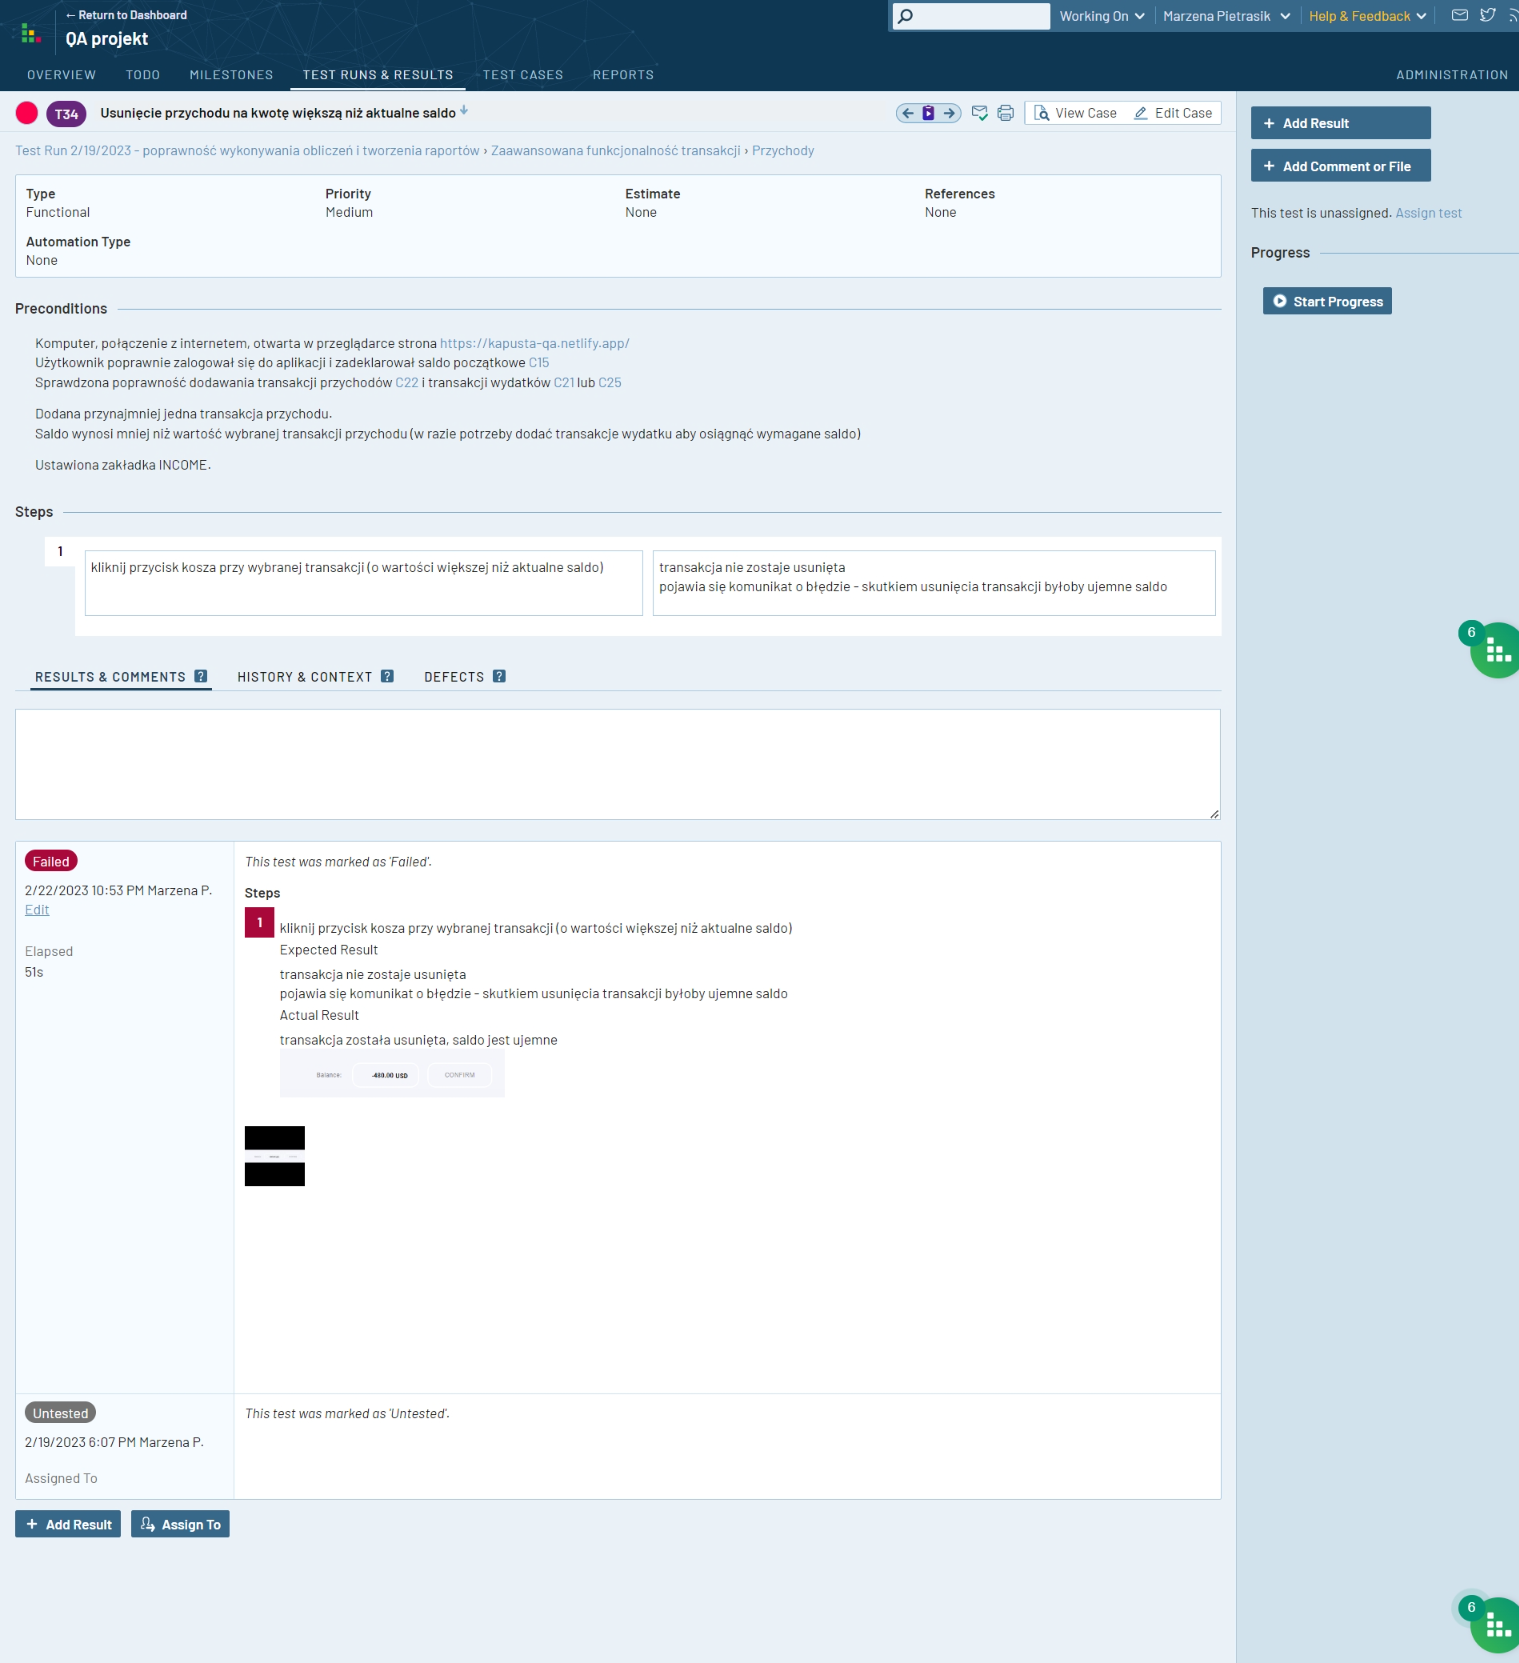 ← Return to Dashboard
QA projekt
Working On
Marzena Pietrasik
Help & Feedback
OVERVIEW
TODO
MILESTONES
TEST RUNS & RESULTS
TEST CASES
REPORTS
ADMINISTRATION
T34
Usunięcie przychodu na kwotę większą niż aktualne saldo
View Case
Edit Case
Test Run 2/19/2023 - poprawność wykonywania obliczeń i tworzenia raportów › Zaawansowana funkcjonalność transakcji › Przychody
Type
Functional
Priority
Medium
Estimate
None
References
None
Automation Type
None
Preconditions
Komputer, połączenie z internetem, otwarta w przeglądarce strona https://kapusta-qa.netlify.app/
Użytkownik poprawnie zalogował się do aplikacji i zadeklarował saldo początkowe C15
Sprawdzona poprawność dodawania transakcji przychodów C22 i transakcji wydatków C21 lub C25
Dodana przynajmniej jedna transakcja przychodu.
Saldo wynosi mniej niż wartość wybranej transakcji przychodu (w razie potrzeby dodać transakcje wydatku aby osiągnąć wymagane saldo)
Ustawiona zakładka INCOME.
Steps
1
kliknij przycisk kosza przy wybranej transakcji (o wartości większej niż aktualne saldo)
transakcja nie zostaje usunięta
pojawia się komunikat o błędzie - skutkiem usunięcia transakcji byłoby ujemne saldo
RESULTS & COMMENTS ?
HISTORY & CONTEXT ?
DEFECTS ?
Failed
2/22/2023 10:53 PM Marzena P.
Edit
Elapsed
51s
This test was marked as 'Failed'.
Steps
1
kliknij przycisk kosza przy wybranej transakcji (o wartości większej niż aktualne saldo)
Expected Result
transakcja nie zostaje usunięta
pojawia się komunikat o błędzie - skutkiem usunięcia transakcji byłoby ujemne saldo
Actual Result
transakcja została usunięta, saldo jest ujemne
Balance:
USD
CONFIRM
Untested
2/19/2023 6:07 PM Marzena P.
Assigned To
This test was marked as 'Untested'.
+ Add Result
Assign To
+ Add Result
+ Add Comment or File
This test is unassigned. Assign test
Progress
Start Progress
6
6